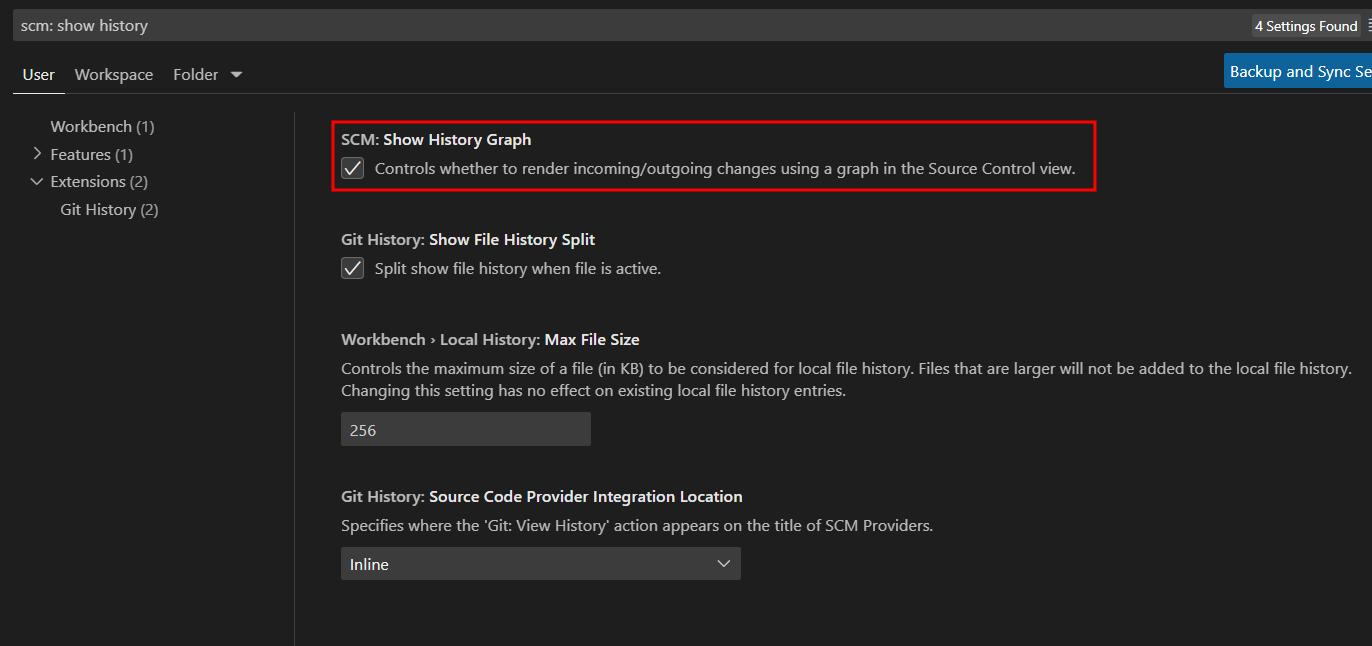 scm: show history
4 Settings Found
User Workspace Folder
Backup and Sync Se
Workbench (1)
Features (1)
Extensions (2)
Git History (2)
SCM: Show History Graph
Controls whether to render incoming/outgoing changes using a graph in the Source Control view.
Git History: Show File History Split
Split show file history when file is active.
Workbench › Local History: Max File Size
Controls the maximum size of a file (in KB) to be considered for local file history. Files that are larger will not be added to the local file history.
Changing this setting has no effect on existing local file history entries.
256
Git History: Source Code Provider Integration Location
Specifies where the 'Git: View History' action appears on the title of SCM Providers.
Inline